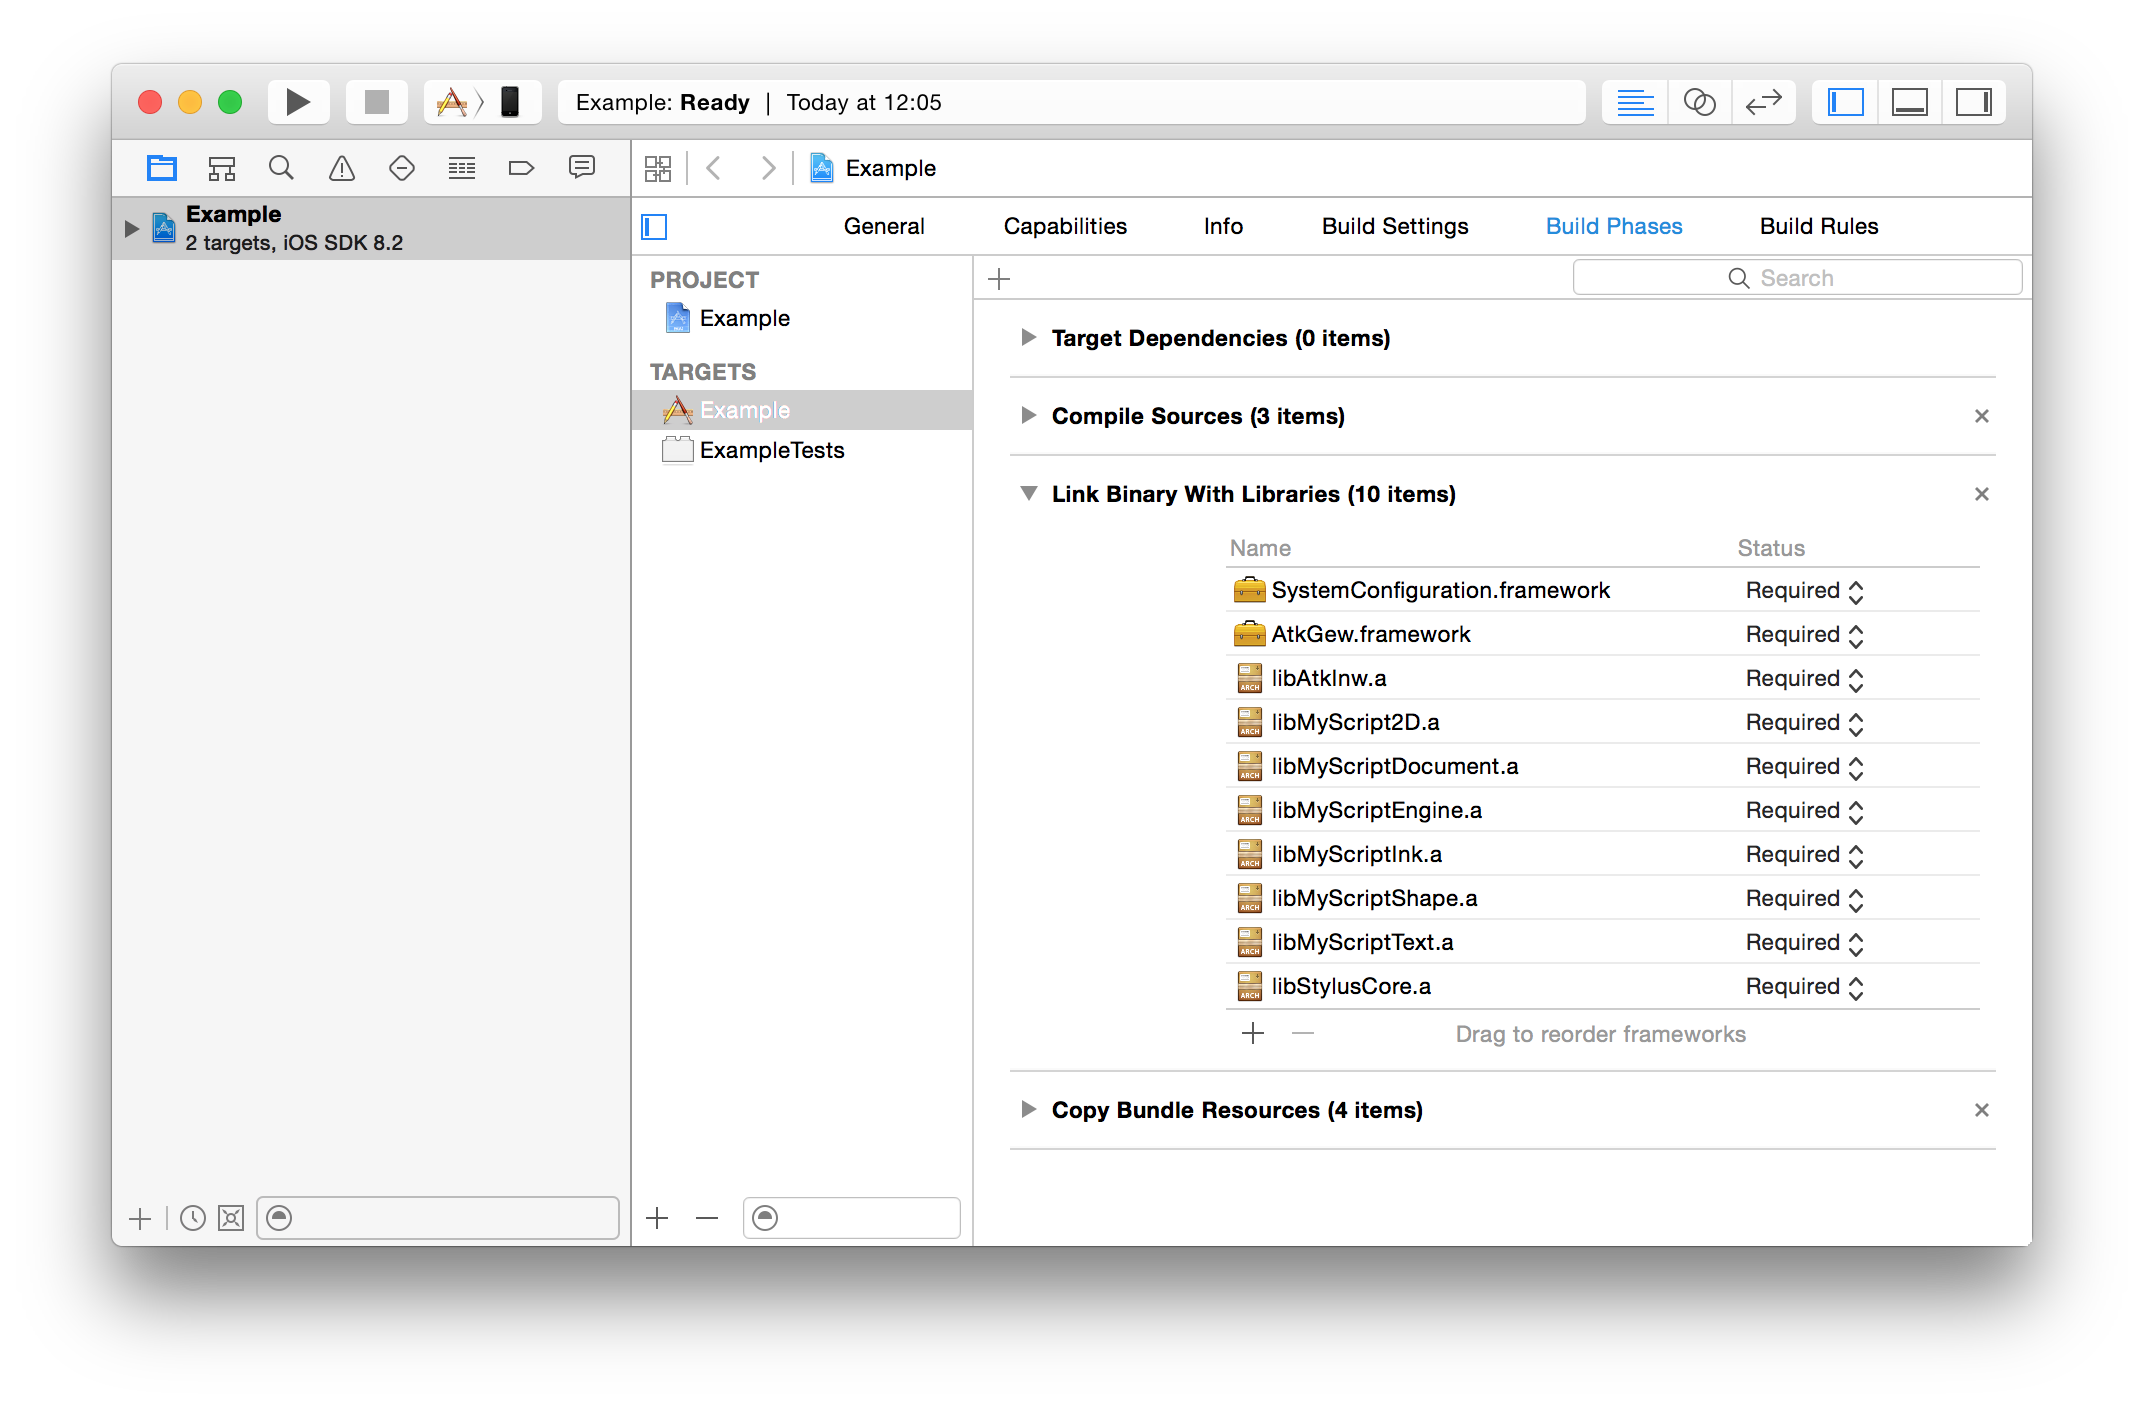 Example: Ready | Today at 12:05
Example
Example
2 targets, iOS SDK 8.2
General Capabilities Info Build Settings Build Phases Build Rules
PROJECT
Example
TARGETS
Example
ExampleTests
Search
Target Dependencies (0 items)
Compile Sources (3 items)
Link Binary With Libraries (10 items)
Name Status
SystemConfiguration.framework Required
AtkGew.framework Required
libAtkInw.a Required
libMyScript2D.a Required
libMyScriptDocument.a Required
libMyScriptEngine.a Required
libMyScriptInk.a Required
libMyScriptShape.a Required
libMyScriptText.a Required
libStylusCore.a Required
Drag to reorder frameworks
Copy Bundle Resources (4 items)